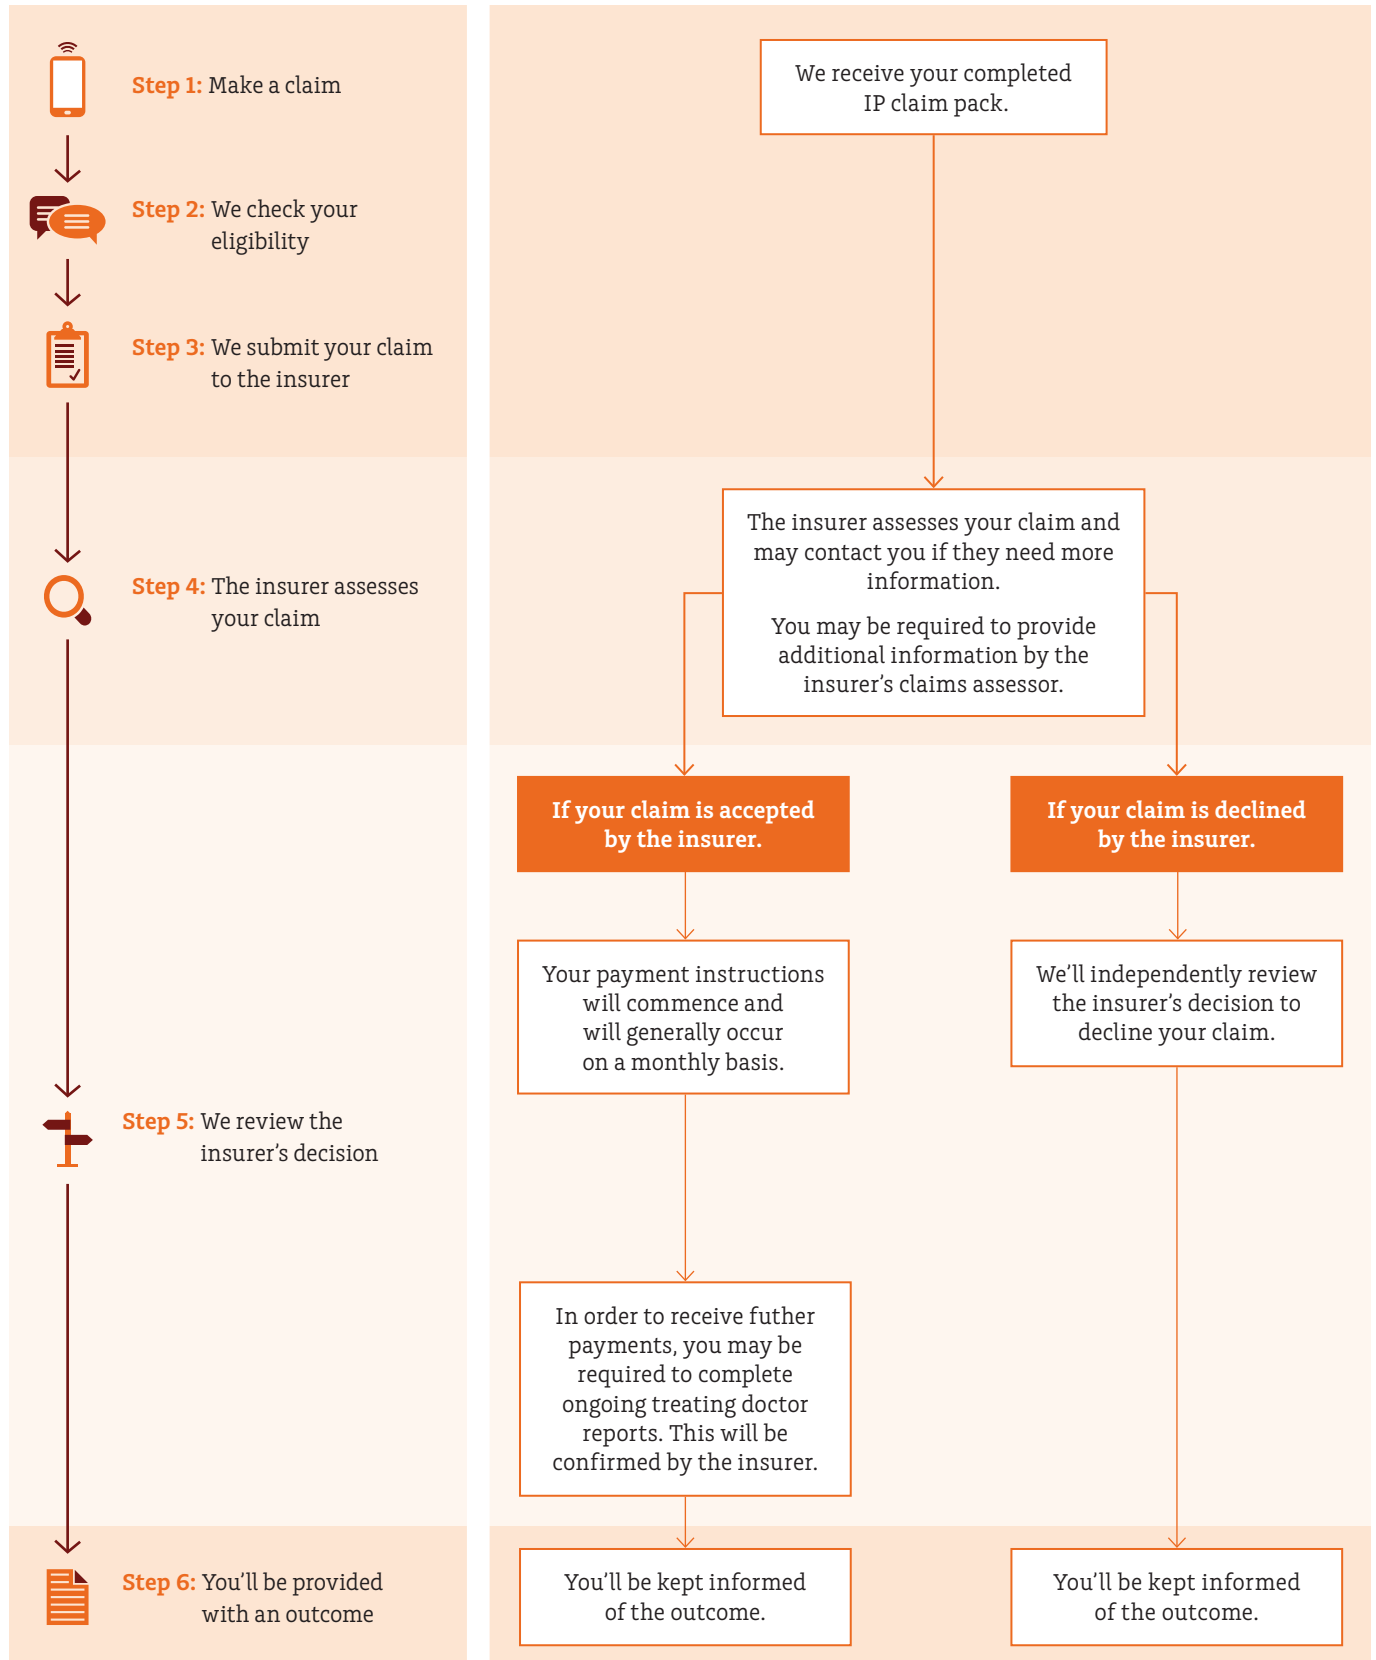 Step 1: Make a claim
Step 2: We check your
eligibility
Step 3: We submit your claim
to the insurer
Step 4: The insurer assesses
your claim
Step 5: We review the
insurer's decision
Step 6: You'll be provided
with an outcome
We receive your completed
IP claim pack.
The insurer assesses your claim and
may contact you if they need more
information.
You may be required to provide
additional information by the
insurer's claims assessor.
If your claim is accepted
by the insurer.
Your payment instructions
will commence and
will generally occur
on a monthly basis.
In order to receive futher
payments, you may be
required to complete
ongoing treating doctor
reports. This will be
confirmed by the insurer.
You'll be kept informed
of the outcome.
If your claim is declined
by the insurer.
We'll independently review
the insurer's decision to
decline your claim.
You'll be kept informed
of the outcome.